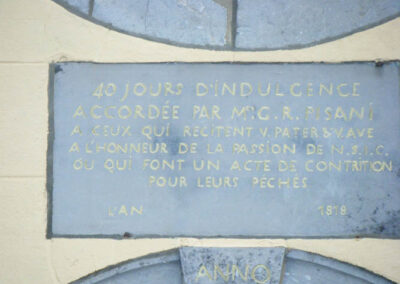 40 JOURS D'INDULGENCE
ACCORDÉE PAR MGR G. R. PISANI
A CEUX QUI RECITENT V. PATER & V. AVE
A L'HONNEUR DE LA PASSION DE N.S.J.C.
OU QUI FONT UN ACTE DE CONTRITION
POUR LEURS PÉCHÉS
L'AN 1818
ANNO